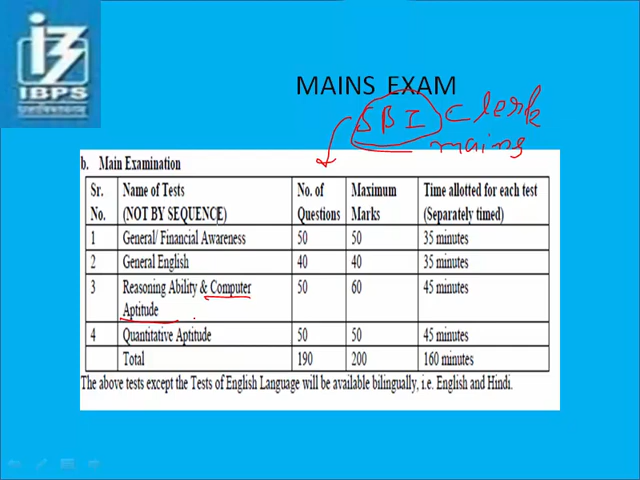 IBPS
MAINS EXAM
SBI Clerk
mains
b. Main Examination
Sr. No. Name of Tests (NOT BY SEQUENCE) No. of Questions Maximum Marks Time allotted for each test (Separately timed)
1 General/ Financial Awareness 50 50 35 minutes
2 General English 40 40 35 minutes
3 Reasoning Ability & Computer Aptitude 50 60 45 minutes
4 Quantitative Aptitude 50 50 45 minutes
Total 190 200 160 minutes
The above tests except the Tests of English Language will be available bilingually, i.e. English and Hindi.